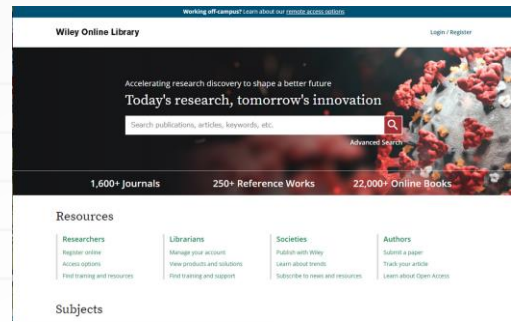 Working off-campus? Learn about our remote access options
Wiley Online Library
Login / Register
Accelerating research discovery to shape a better future
Today's research, tomorrow's innovation
Search publications, articles, keywords, etc.
Advanced Search
1,600+ Journals 250+ Reference Works 22,000+ Online Books
Resources
Researchers Librarians Societies Authors
Register online Manage your account Publish with Wiley Submit a paper
Access options View products and solutions Learn about trends Track your article
Find training and resources Find training and support Subscribe to news and resources Learn about Open Access
Subjects